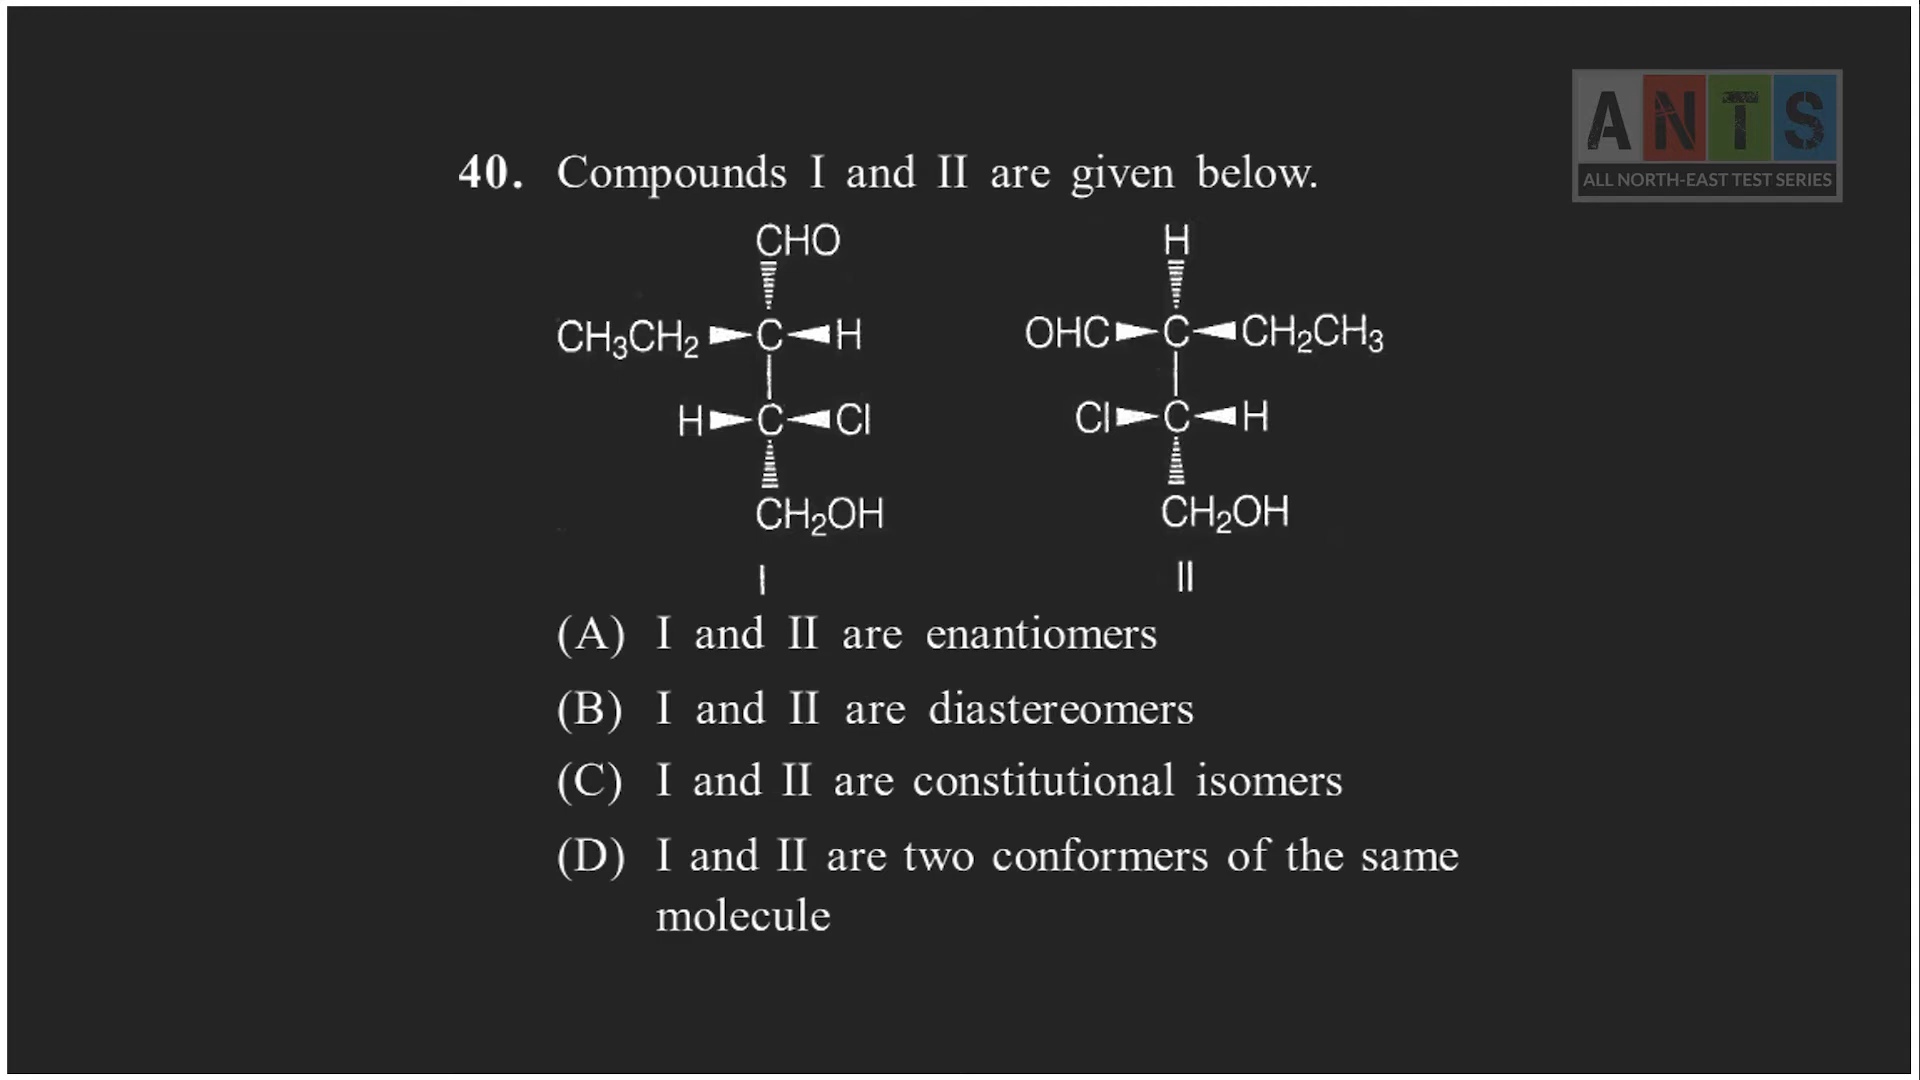 ANTS
ALL NORTH-EAST TEST SERIES
40. Compounds I and II are given below.
CHO
H
CH₃CH₂ C H
OHC C CH₂CH₃
H C Cl
Cl C H
CH₂OH
CH₂OH
I
II
(A) I and II are enantiomers
(B) I and II are diastereomers
(C) I and II are constitutional isomers
(D) I and II are two conformers of the same
molecule